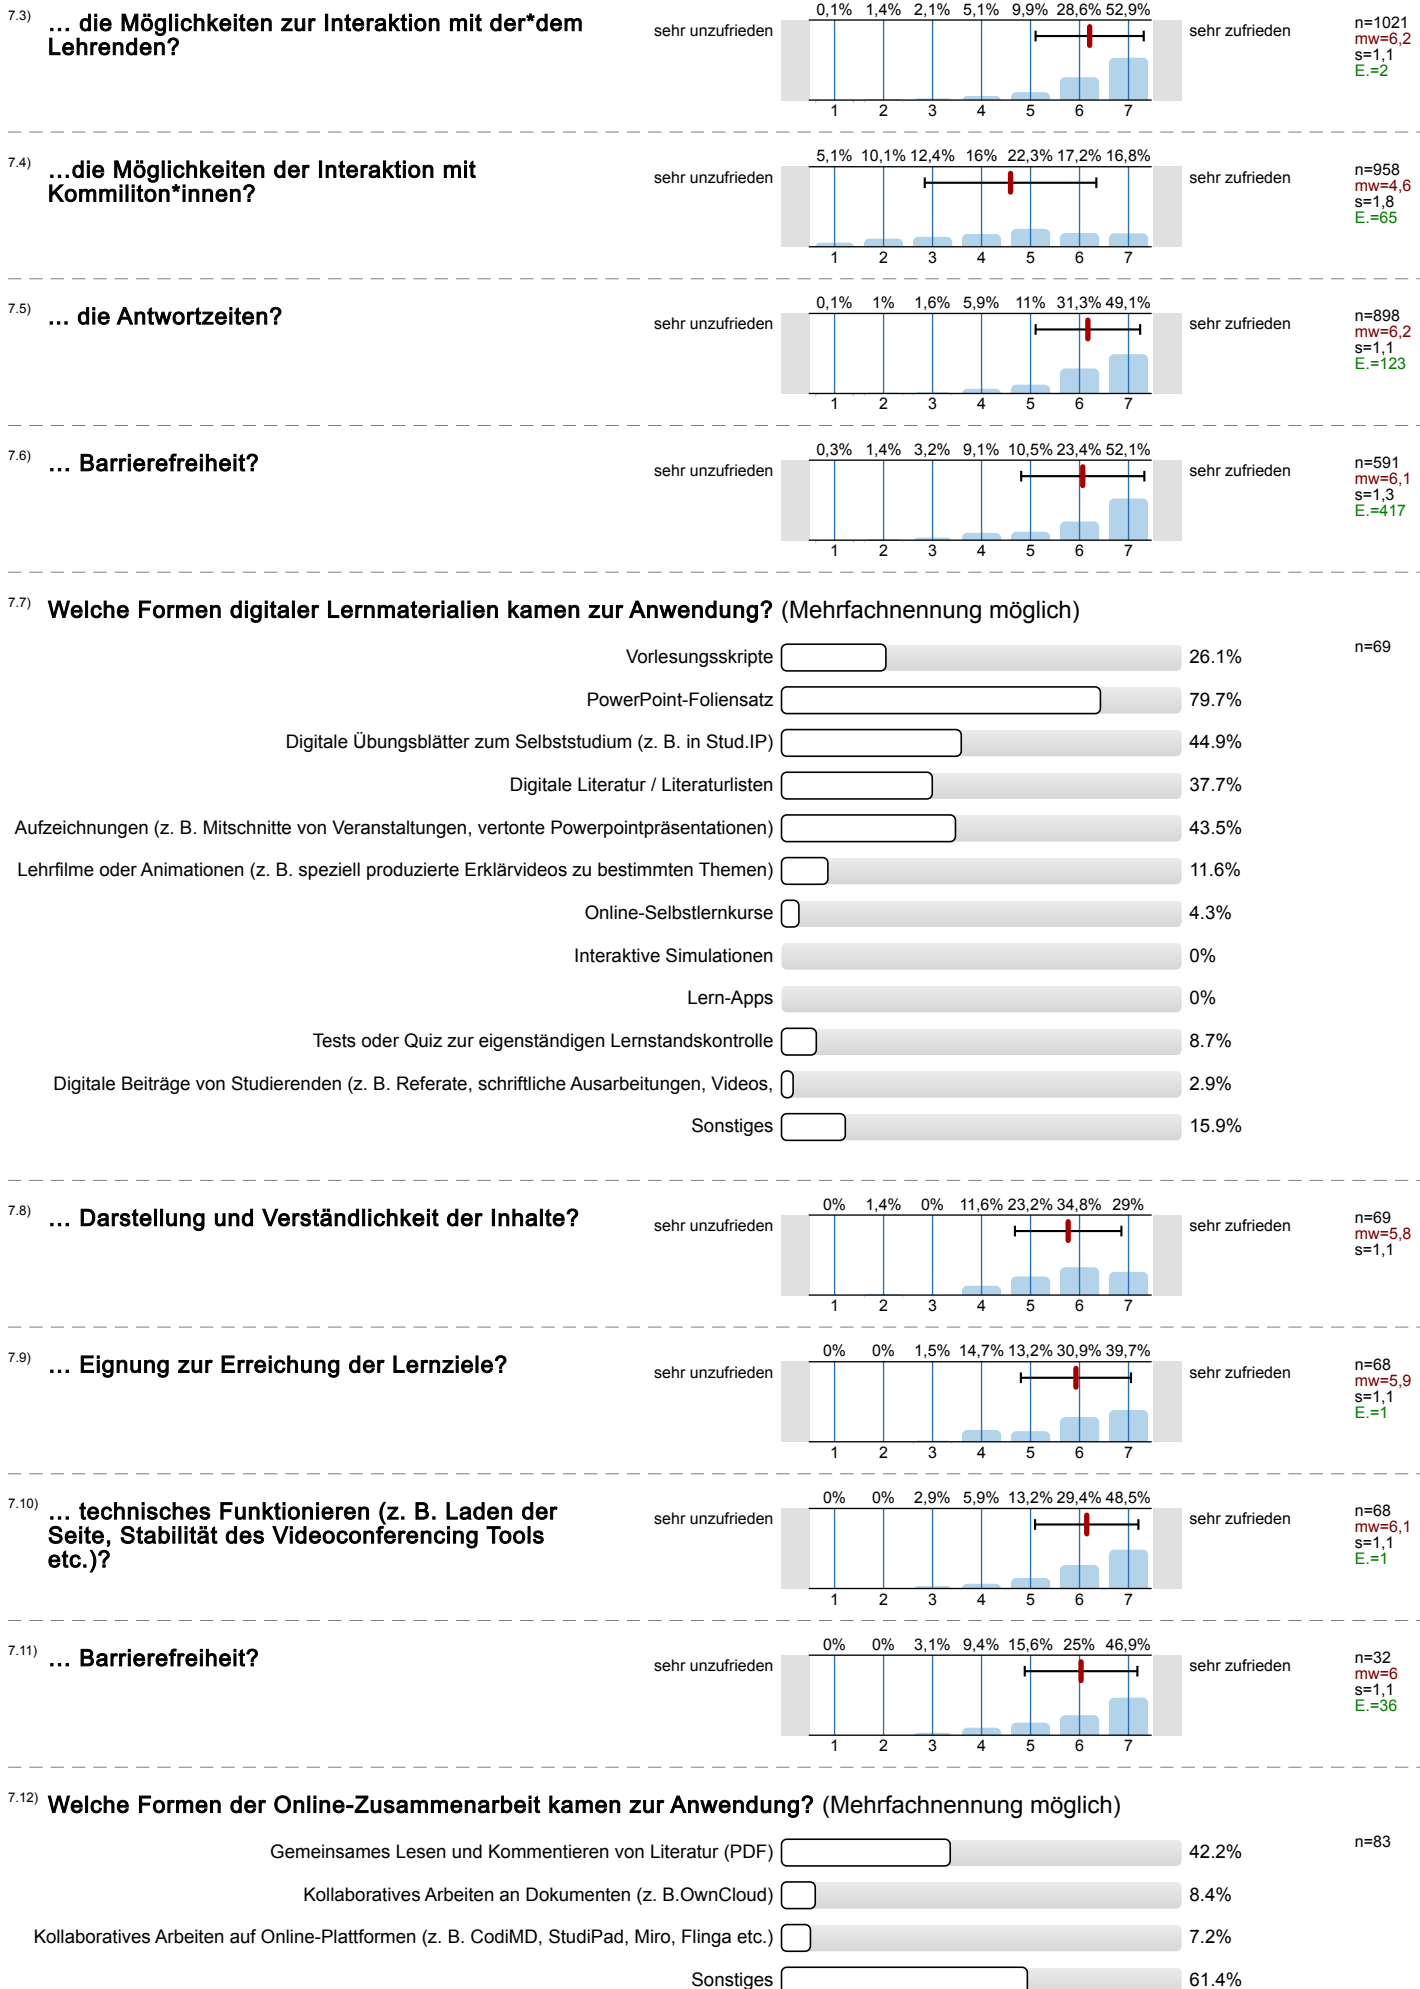 7.3) ... die Möglichkeiten zur Interaktion mit der*dem
Lehrenden?
sehr unzufrieden
0,1% 1,4% 2,1% 5,1% 9,9% 28,6% 52,9%
1 2 3 4 5 6 7
sehr zufrieden
n=1021
mw=6,2
s=1,1
E.=2
7.4) ...die Möglichkeiten der Interaktion mit
Kommiliton*innen?
sehr unzufrieden
5,1% 10,1% 12,4% 16% 22,3% 17,2% 16,8%
1 2 3 4 5 6 7
sehr zufrieden
n=958
mw=4,6
s=1,8
E.=65
7.5) ... die Antwortzeiten?
sehr unzufrieden
0,1% 1% 1,6% 5,9% 11% 31,3% 49,1%
1 2 3 4 5 6 7
sehr zufrieden
n=898
mw=6,2
s=1,1
E.=123
7.6) ... Barrierefreiheit?
sehr unzufrieden
0,3% 1,4% 3,2% 9,1% 10,5% 23,4% 52,1%
1 2 3 4 5 6 7
sehr zufrieden
n=591
mw=6,1
s=1,3
E.=417
7.7) Welche Formen digitaler Lernmaterialien kamen zur Anwendung? (Mehrfachnennung möglich)
n=69
Vorlesungsskripte 26.1%
PowerPoint-Foliensatz 79.7%
Digitale Übungsblätter zum Selbststudium (z. B. in Stud.IP) 44.9%
Digitale Literatur / Literaturlisten 37.7%
Aufzeichnungen (z. B. Mitschnitte von Veranstaltungen, vertonte Powerpointpräsentationen) 43.5%
Lehrfilme oder Animationen (z. B. speziell produzierte Erklärvideos zu bestimmten Themen) 11.6%
Online-Selbstlernkurse 4.3%
Interaktive Simulationen 0%
Lern-Apps 0%
Tests oder Quiz zur eigenständigen Lernstandskontrolle 8.7%
Digitale Beiträge von Studierenden (z. B. Referate, schriftliche Ausarbeitungen, Videos, 2.9%
Sonstiges 15.9%
7.8) ... Darstellung und Verständlichkeit der Inhalte?
sehr unzufrieden
0% 1,4% 0% 11,6% 23,2% 34,8% 29%
1 2 3 4 5 6 7
sehr zufrieden
n=69
mw=5,8
s=1,1
7.9) ... Eignung zur Erreichung der Lernziele?
sehr unzufrieden
0% 0% 1,5% 14,7% 13,2% 30,9% 39,7%
1 2 3 4 5 6 7
sehr zufrieden
n=68
mw=5,9
s=1,1
E.=1
7.10) ... technisches Funktionieren (z. B. Laden der
Seite, Stabilität des Videoconferencing Tools
etc.)?
sehr unzufrieden
0% 0% 2,9% 5,9% 13,2% 29,4% 48,5%
1 2 3 4 5 6 7
sehr zufrieden
n=68
mw=6,1
s=1,1
E.=1
7.11) ... Barrierefreiheit?
sehr unzufrieden
0% 0% 3,1% 9,4% 15,6% 25% 46,9%
1 2 3 4 5 6 7
sehr zufrieden
n=32
mw=6
s=1,1
E.=36
7.12) Welche Formen der Online-Zusammenarbeit kamen zur Anwendung? (Mehrfachnennung möglich)
n=83
Gemeinsames Lesen und Kommentieren von Literatur (PDF) 42.2%
Kollaboratives Arbeiten an Dokumenten (z. B.OwnCloud) 8.4%
Kollaboratives Arbeiten auf Online-Plattformen (z. B. CodiMD, StudiPad, Miro, Flinga etc.) 7.2%
Sonstiges 61.4%